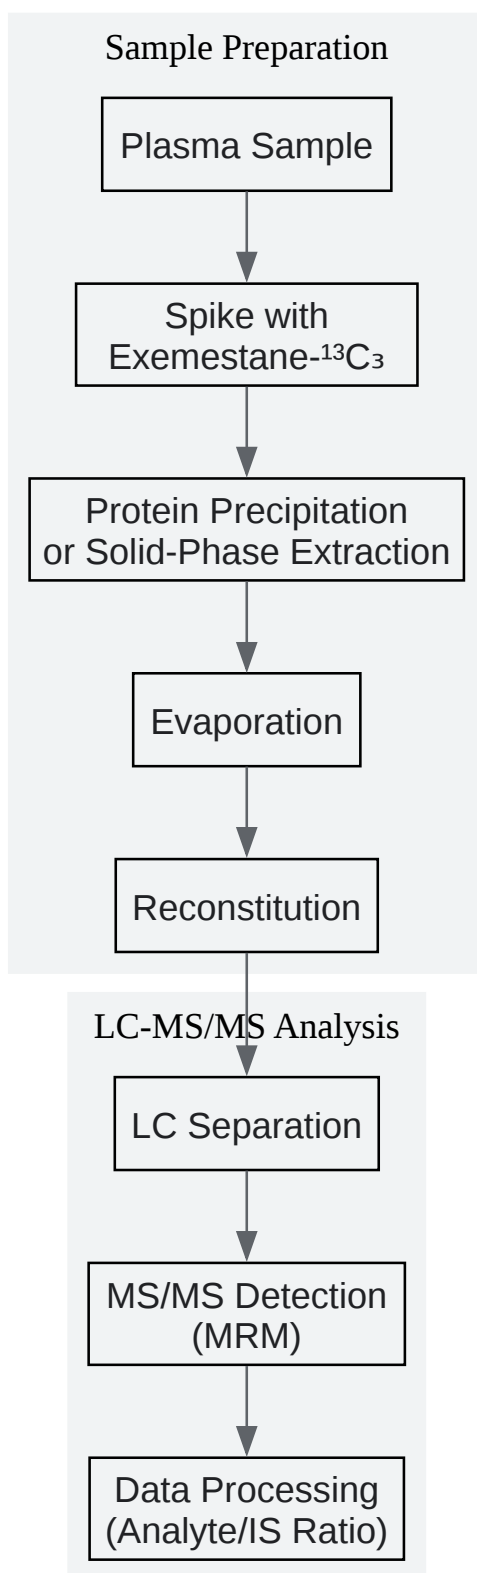 Sample Preparation
Plasma Sample
Spike with
Exemestane-¹³C₃
Protein Precipitation
or Solid-Phase Extraction
Evaporation
Reconstitution
LC-MS/MS Analysis
LC Separation
MS/MS Detection
(MRM)
Data Processing
(Analyte/IS Ratio)